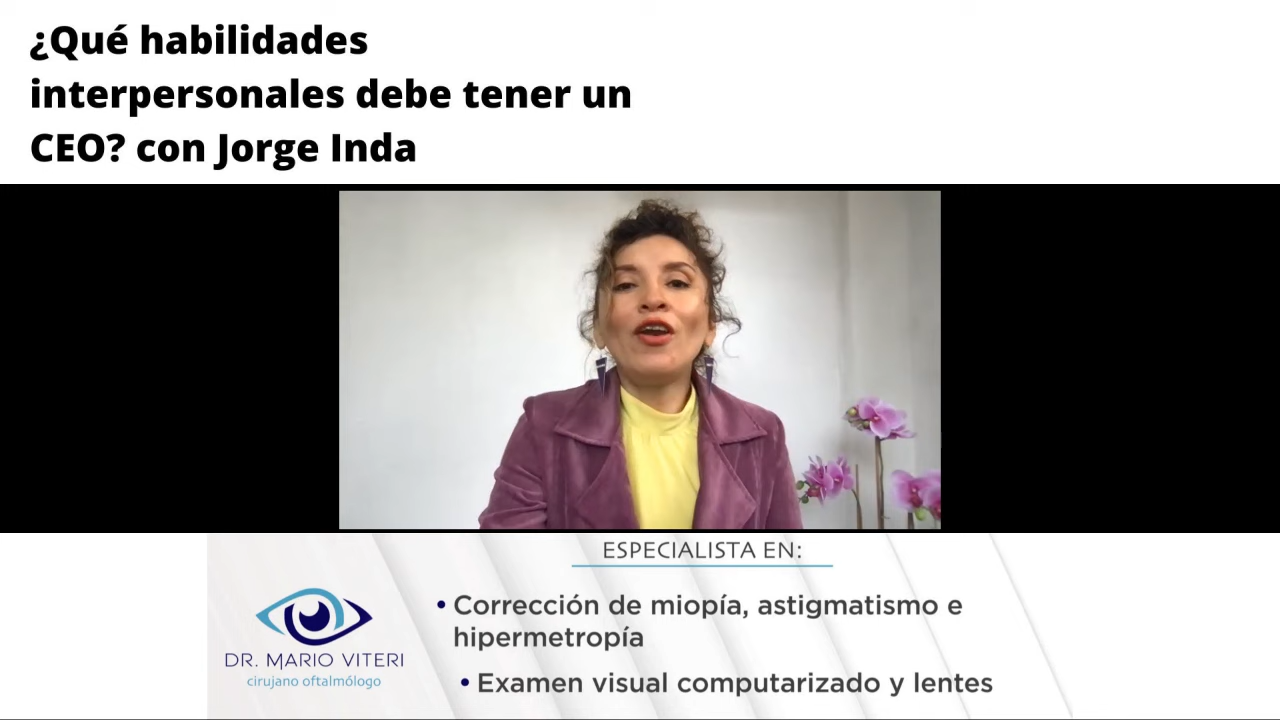 ¿Qué habilidades
interpersonales debe tener un
CEO? con Jorge Inda
ESPECIALISTA EN:
• Corrección de miopía, astigmatismo e
hipermetropía
DR. MARIO VITERI
cirujano oftalmólogo
• Examen visual computarizado y lentes